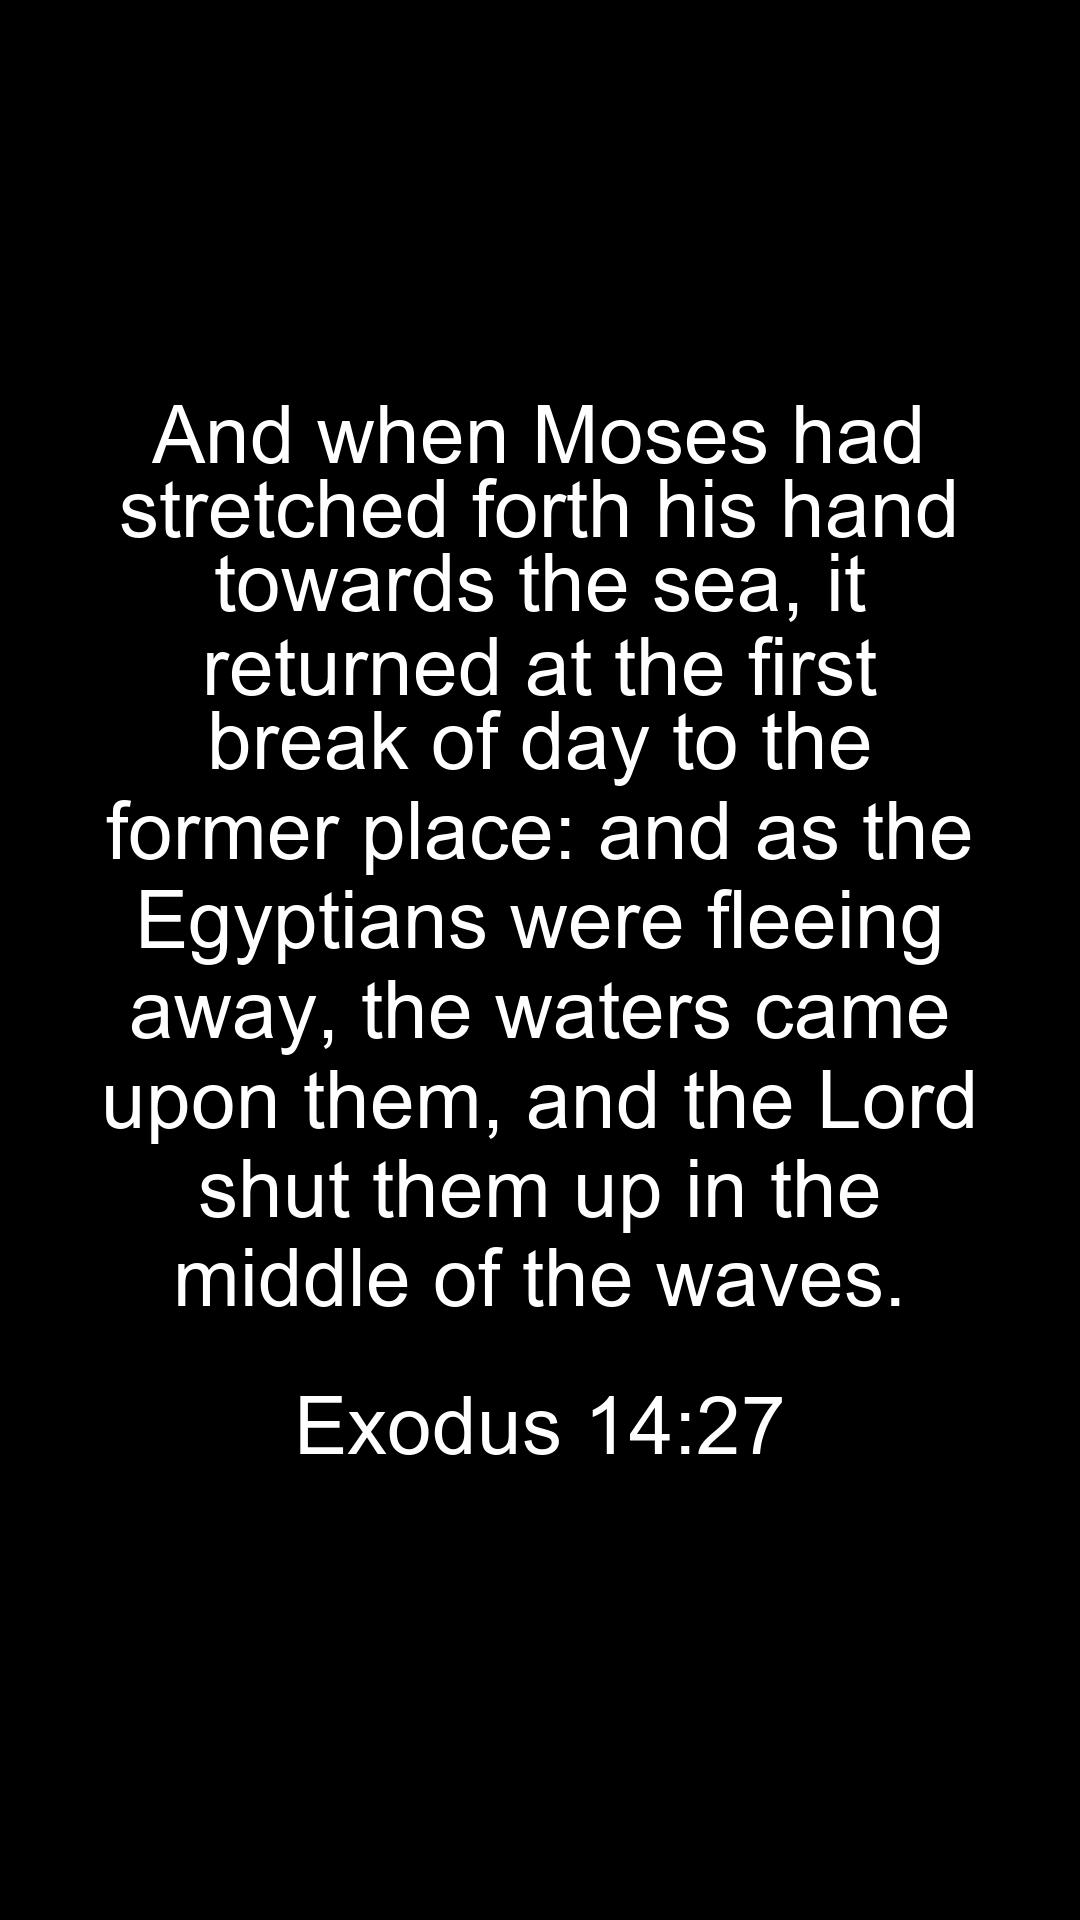 And when Moses had
stretched forth his hand
towards the sea, it
returned at the first
break of day to the
former place: and as the
Egyptians were fleeing
away, the waters came
upon them, and the Lord
shut them up in the
middle of the waves.
Exodus 14:27